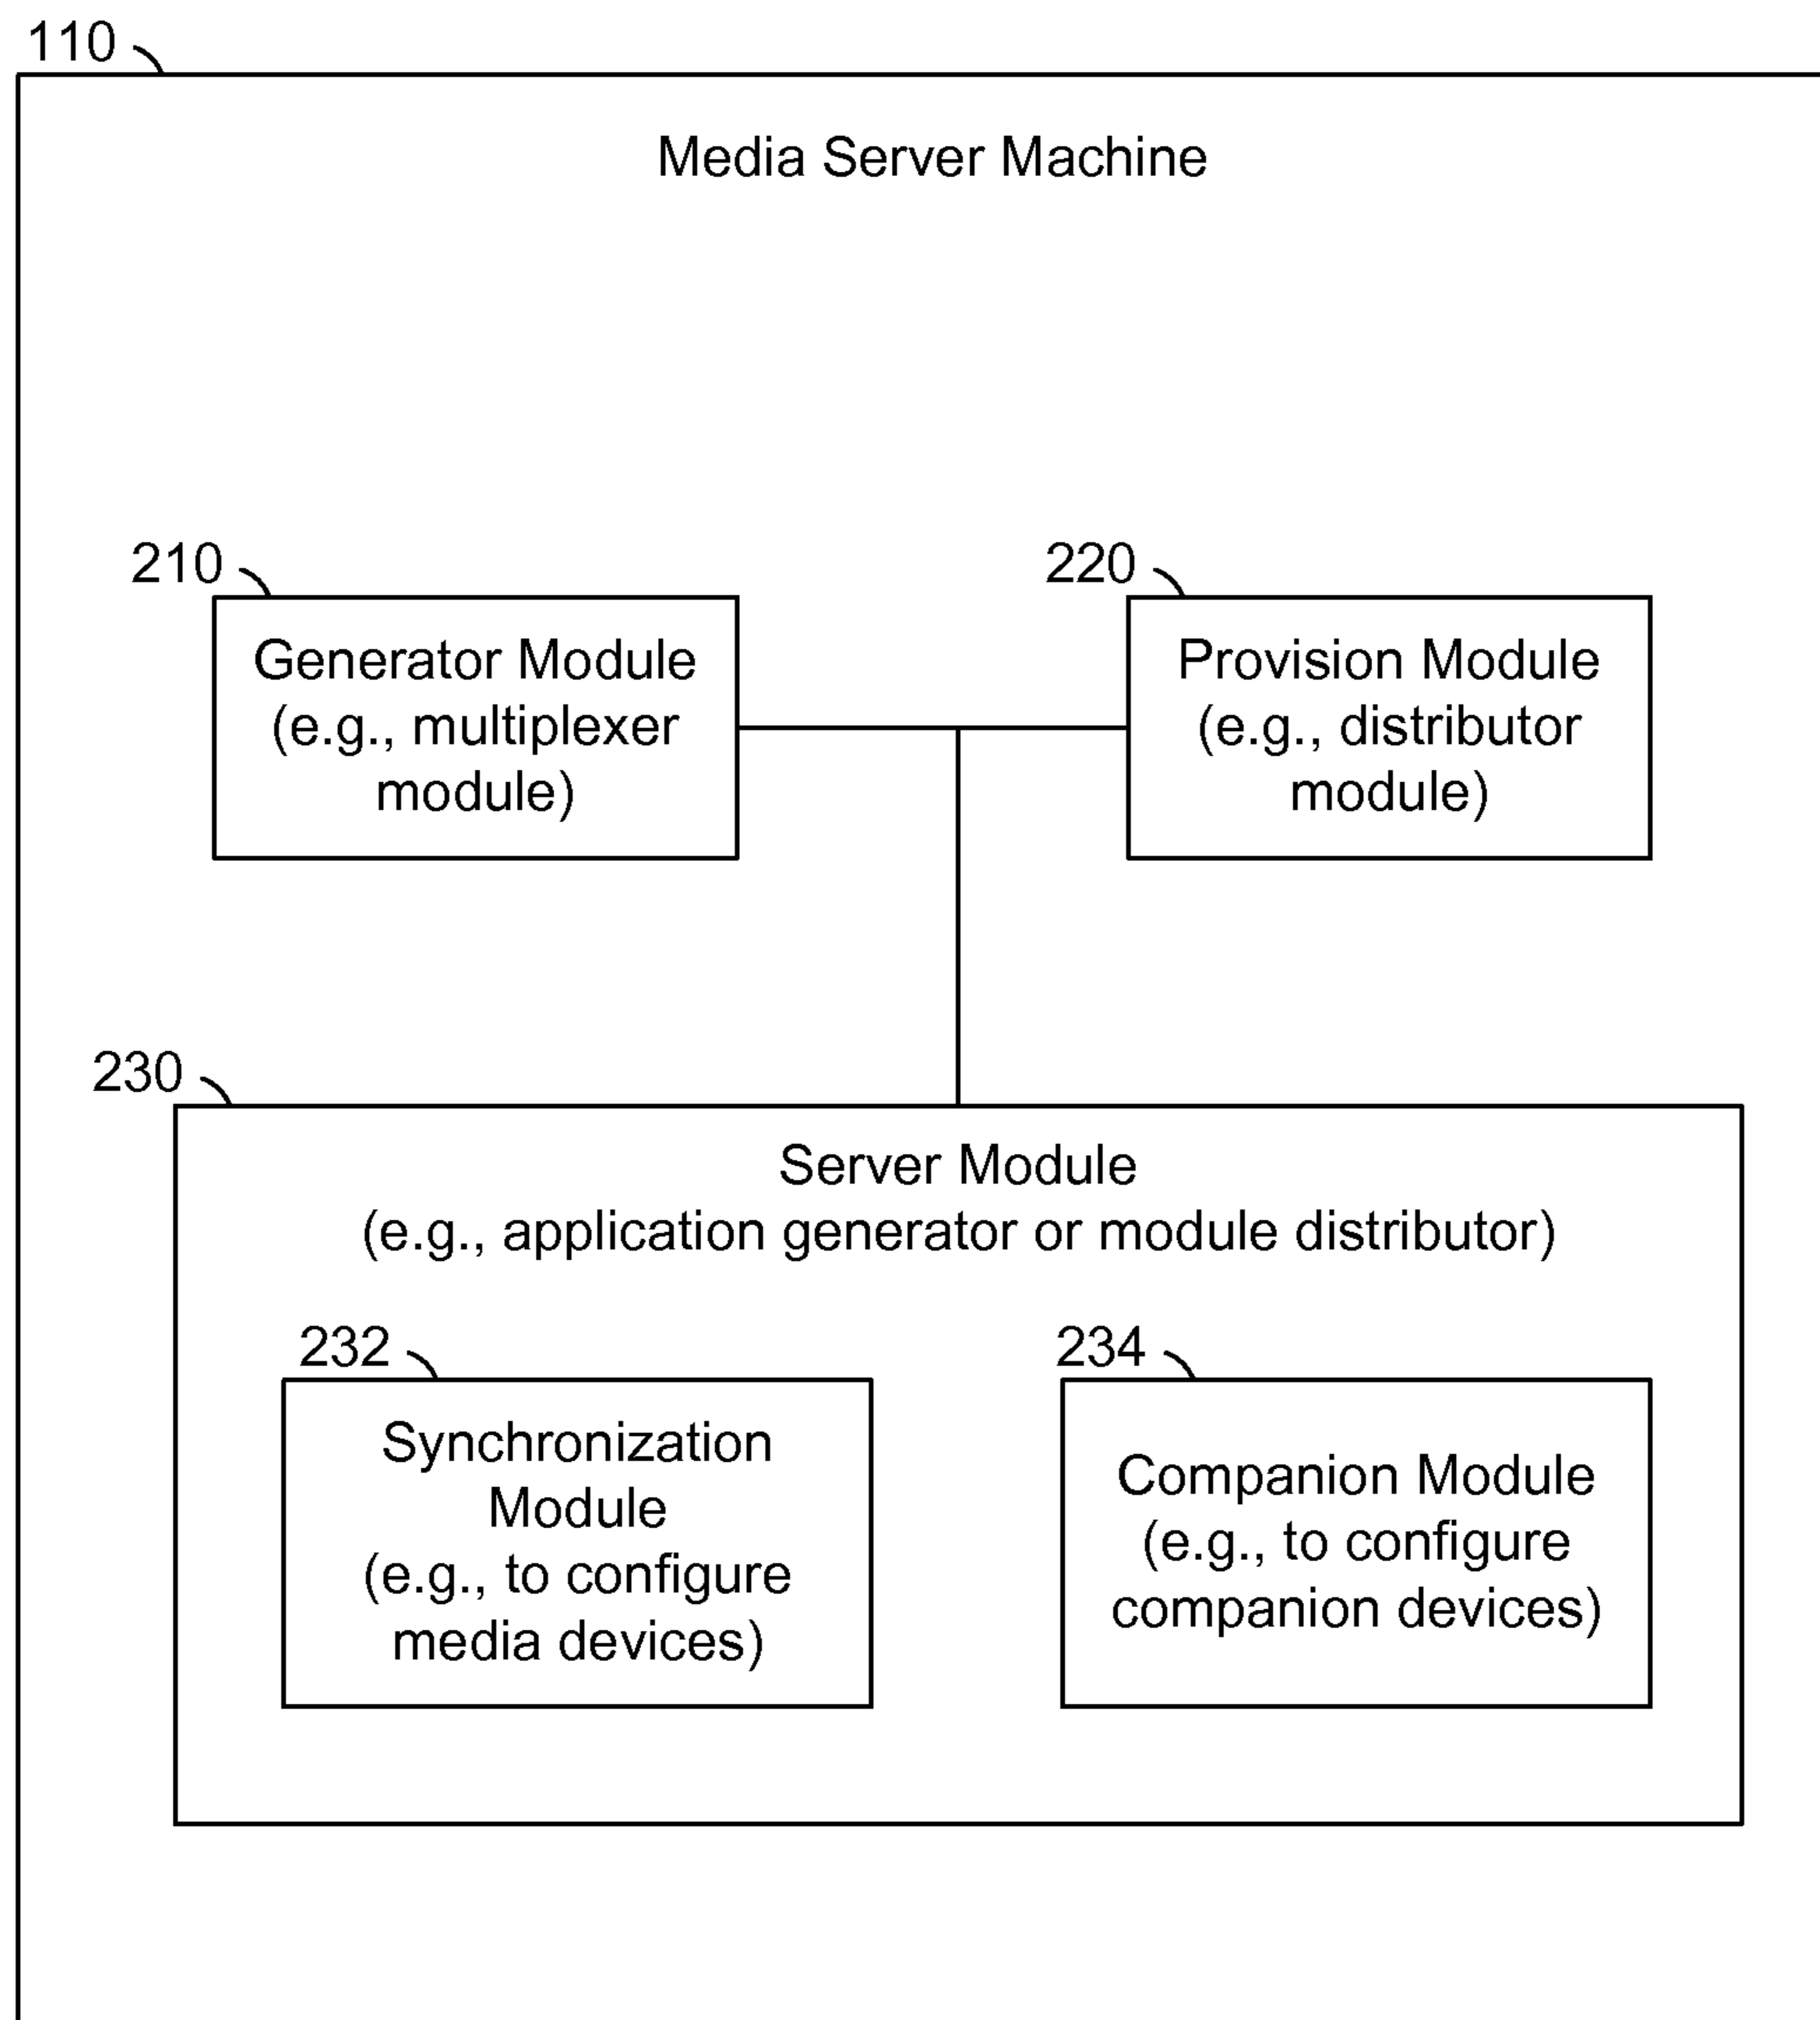 110
Media Server Machine
210
Generator Module
(e.g., multiplexer
module)
220
Provision Module
(e.g., distributor
module)
230
Server Module
(e.g., application generator or module distributor)
232
Synchronization
Module
(e.g., to configure
media devices)
234
Companion Module
(e.g., to configure
companion devices)